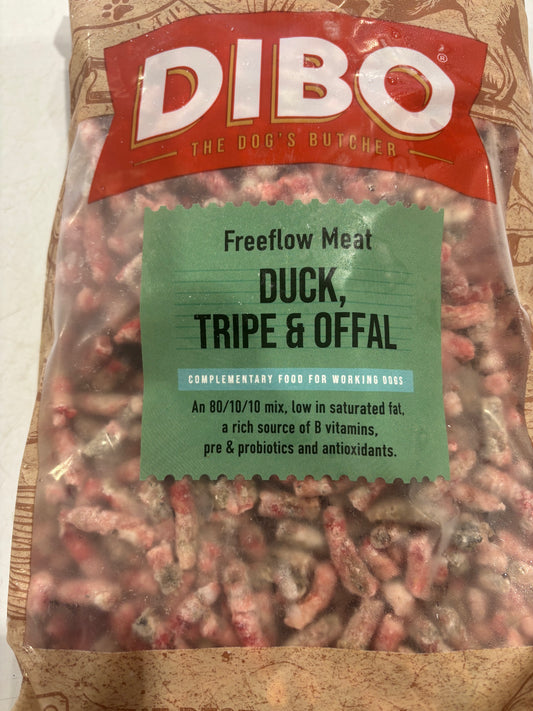 DIBO®
THE DOG'S BUTCHER
Freeflow Meat
DUCK,
TRIPE & OFFAL
COMPLEMENTARY FOOD FOR WORKING DOGS
An 80/10/10 mix, low in saturated fat,
a rich source of B vitamins,
pre & probiotics and antioxidants.